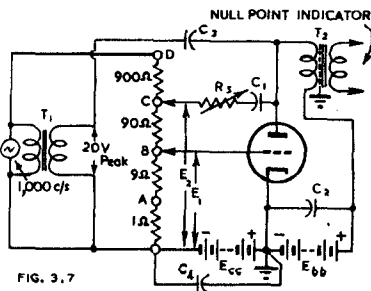 NULL POINT INDICATOR
C3
T2
D
900Ω
R3
C1
C
T1
90Ω
20V
Peak
B
E2
E1
9Ω
1,000 c/s
A
C2
1Ω
- + - +
Ecc
Ebb
C4
FIG. 3.7